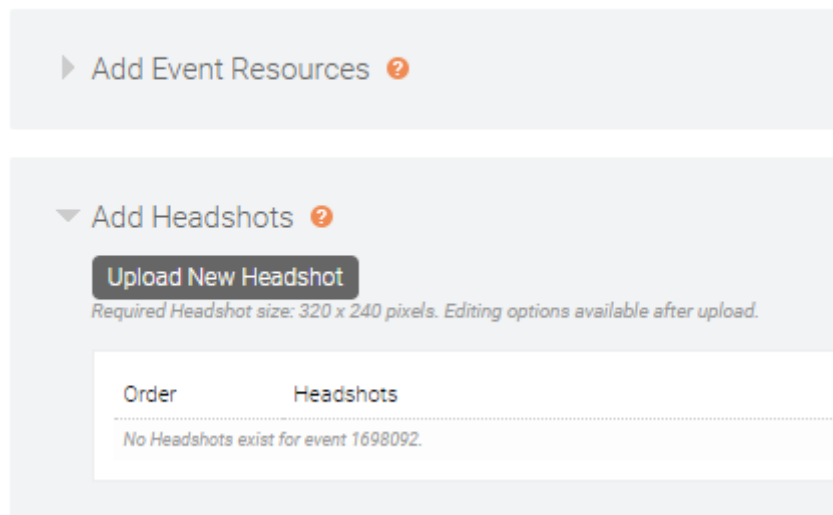 Add Event Resources ?
Add Headshots ?
Upload New Headshot
Required Headshot size: 320 x 240 pixels. Editing options available after upload.
Order Headshots
No Headshots exist for event 1698092.